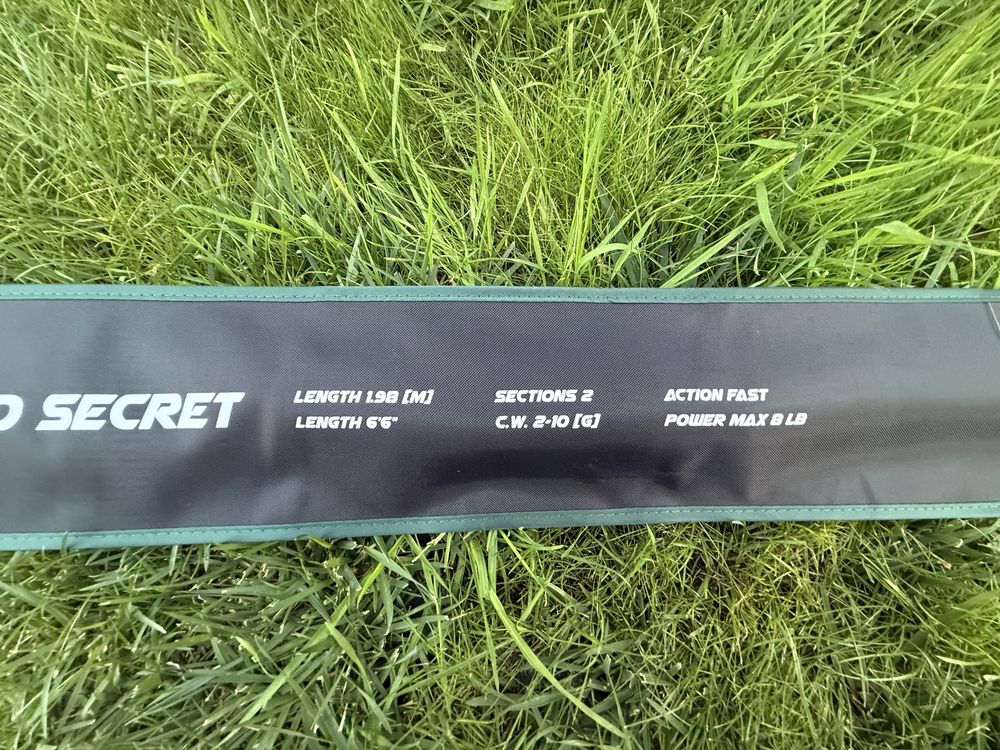 D SECRET
LENGTH 1.98 [M]
LENGTH 6'6"
SECTIONS 2
C.W. 2-10 [G]
ACTION FAST
POWER MAX 8 LB